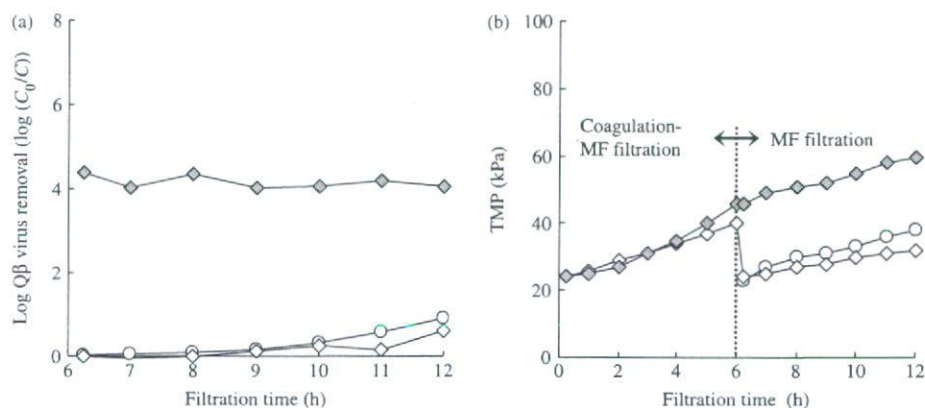 (a)
8
6
4
2
0
6 7 8 9 10 11 12
Filtration time (h)
Log Qβ virus removal (log (C0/C))
(b)
100
80
60
40
20
0
0 2 4 6 8 10 12
Filtration time (h)
TMP (kPa)
Coagulation-
MF filtration
MF filtration